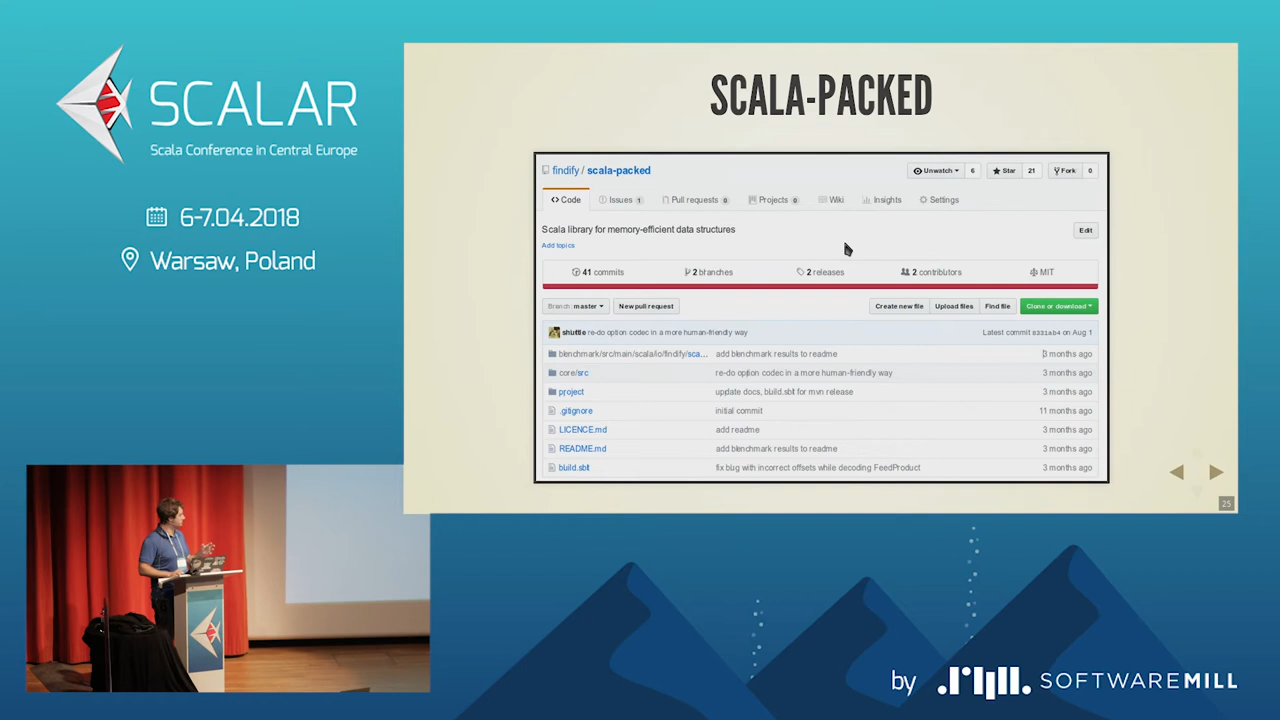 SCALAR
Scala Conference in Central Europe
6-7.04.2018
Warsaw, Poland
SCALA-PACKED
findify / scala-packed
Unwatch 6 Star 21 Fork 0
Code Issues 1 Pull requests 0 Projects 0 Wiki Insights Settings
Scala library for memory-efficient data structures
Edit
Add topics
41 commits 2 branches 2 releases 2 contributors MIT
Branch: master New pull request Create new file Upload files Find file Clone or download
shuttie re-do option codec in a more human-friendly way Latest commit 8331ab4 on Aug 1
benchmark/src/main/scala/io/findify/sca... add benchmark results to readme 3 months ago
core/src re-do option codec in a more human-friendly way 3 months ago
project update docs, build.sbt for mvn release 3 months ago
.gitignore initial commit 11 months ago
LICENCE.md add readme 3 months ago
README.md add benchmark results to readme 3 months ago
build.sbt fix bug with incorrect offsets while decoding FeedProduct 3 months ago
25
by SOFTWAREMILL